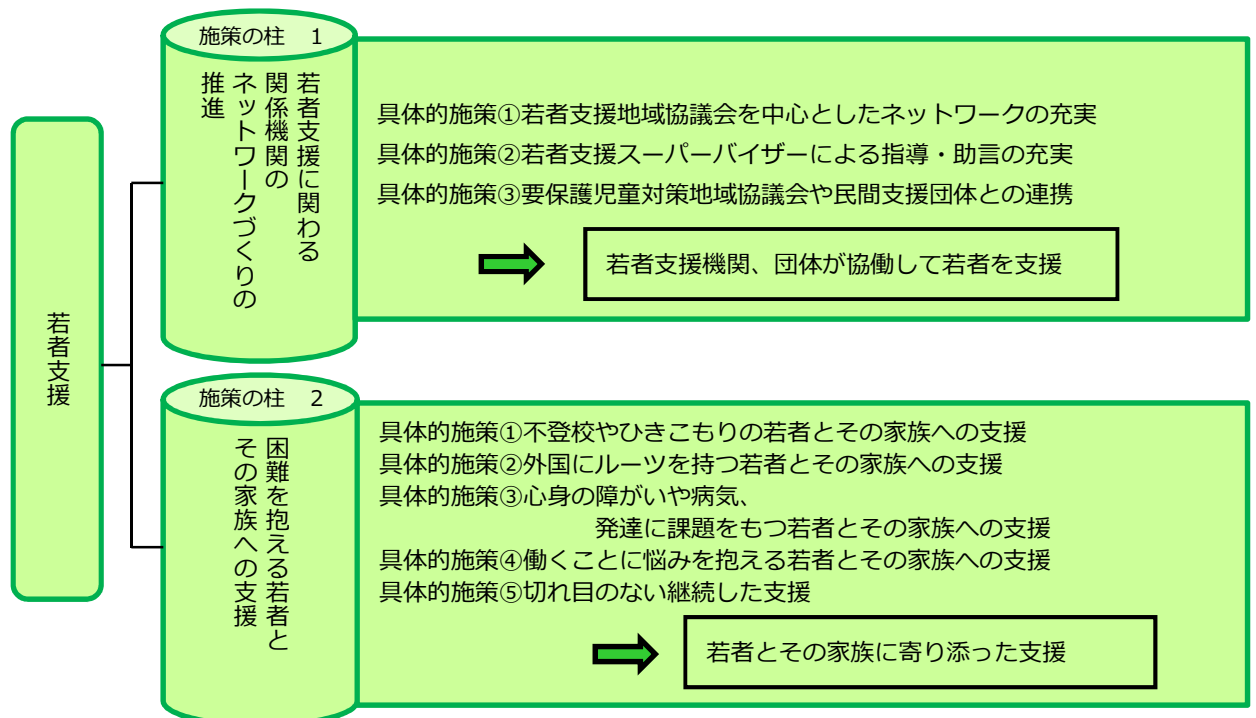 若者支援
施策の柱　1
若者支援に関わる
関係機関の
ネットワークづくりの
推進
具体的施策①若者支援地域協議会を中心としたネットワークの充実
具体的施策②若者支援スーパーバイザーによる指導・助言の充実
具体的施策③要保護児童対策地域協議会や民間支援団体との連携
若者支援機関、団体が協働して若者を支援
施策の柱　2
困難を抱える若者と
その家族への支援
具体的施策①不登校やひきこもりの若者とその家族への支援
具体的施策②外国にルーツを持つ若者とその家族への支援
具体的施策③心身の障がいや病気、
発達に課題をもつ若者とその家族への支援
具体的施策④働くことに悩みを抱える若者とその家族への支援
具体的施策⑤切れ目のない継続した支援
若者とその家族に寄り添った支援